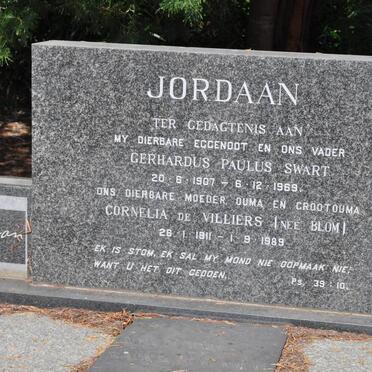 JORDAAN
TER GEDAGTENIS AAN
MY DIERBARE EGGENOOT EN ONS VADER
GERHARDUS PAULUS SWART
20·6·1907 – 6·12·1969.
ONS DIERBARE MOEDER, OUMA EN GROOTOUMA
CORNELIA DE VILLIERS [NEE BLOM]
26·1·1911 – 1·9·1989.
EK IS STOM, EK SAL MY MOND NIE OOPMAAK NIE;
WANT U HET DIT GEDOEN. Ps. 39:10.